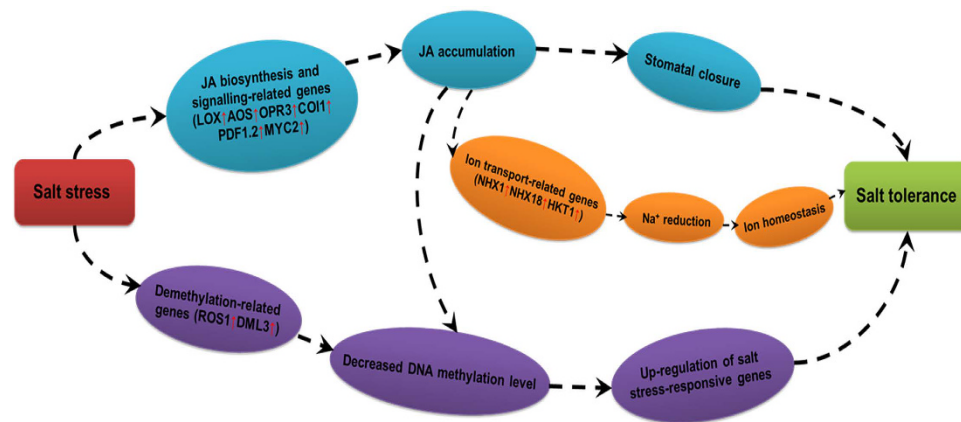 JA biosynthesis and
signalling-related genes
(LOX↑AOS↑OPR3↑COI1↑
PDF1.2↑MYC2↑)
JA accumulation
Stomatal closure
Salt stress
Ion transport-related genes
(NHX1↑NHX18↑HKT1↑)
Na⁺ reduction
Ion homeostasis
Salt tolerance
Demethylation-related
genes (ROS1↑DML3↑)
Decreased DNA methylation level
Up-regulation of salt
stress-responsive genes